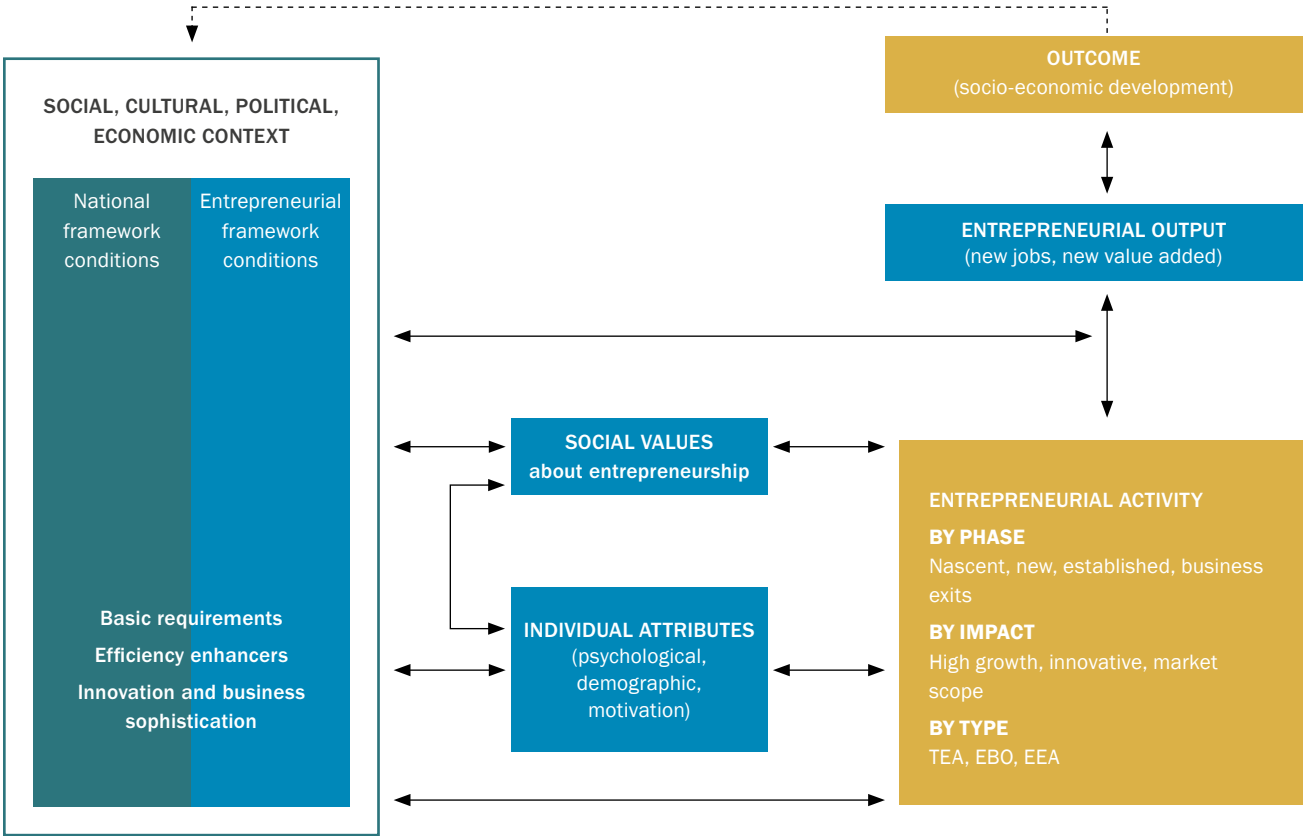 SOCIAL, CULTURAL, POLITICAL,
ECONOMIC CONTEXT
National
framework
conditions
Entrepreneurial
framework
conditions
Basic requirements
Efficiency enhancers
Innovation and business
sophistication
SOCIAL VALUES
about entrepreneurship
INDIVIDUAL ATTRIBUTES
(psychological,
demographic,
motivation)
OUTCOME
(socio-economic development)
ENTREPRENEURIAL OUTPUT
(new jobs, new value added)
ENTREPRENEURIAL ACTIVITY
BY PHASE
Nascent, new, established, business
exits
BY IMPACT
High growth, innovative, market
scope
BY TYPE
TEA, EBO, EEA